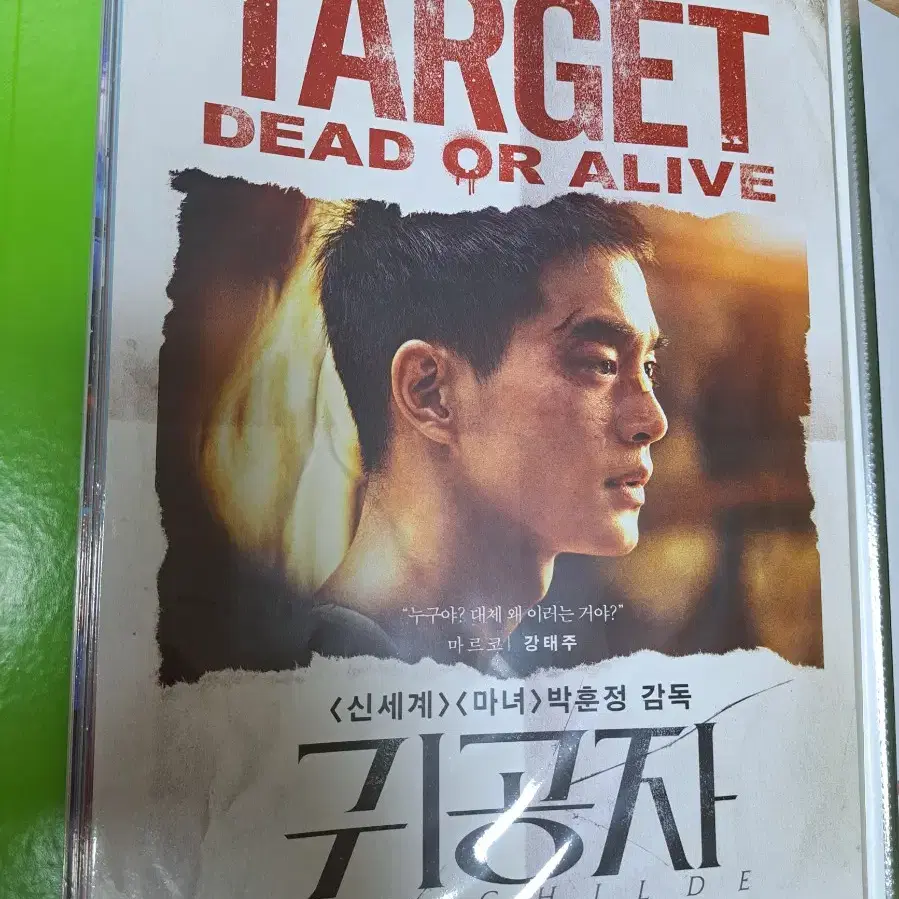 TARGET
DEAD OR ALIVE
“누구야? 대체 왜 이러는 거야?”
마르코 | 강태주
<신세계><마녀>박훈정 감독
귀공자
CHILDE